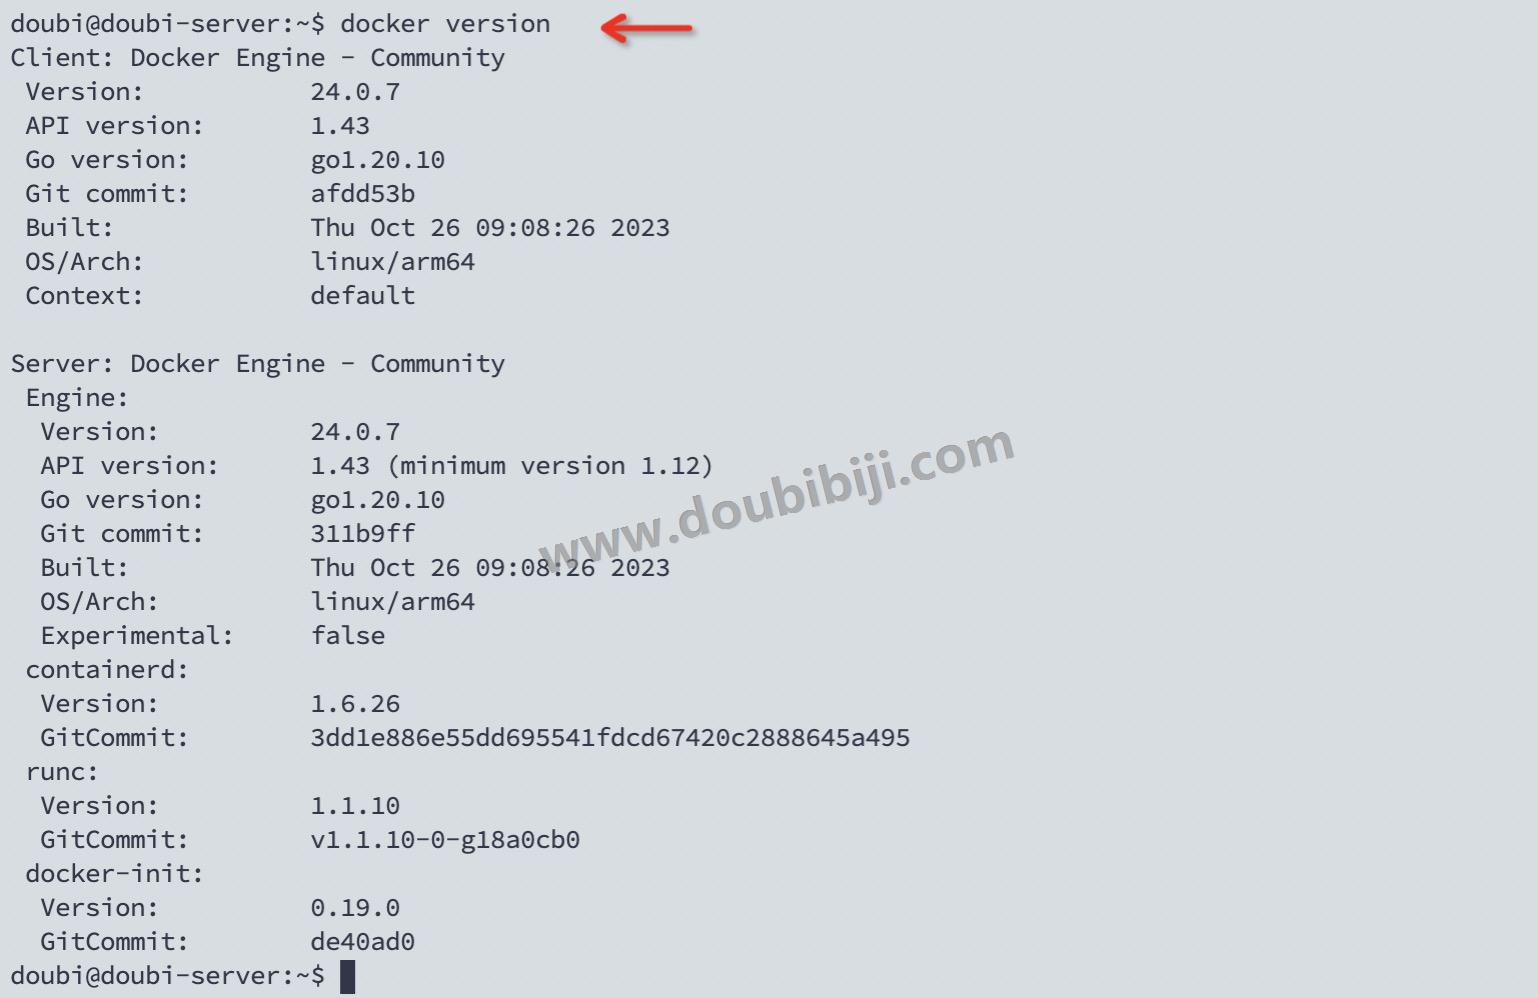 doubi@doubi-server:~$ docker version
Client: Docker Engine - Community
 Version:           24.0.7
 API version:       1.43
 Go version:        go1.20.10
 Git commit:        afdd53b
 Built:             Thu Oct 26 09:08:26 2023
 OS/Arch:           linux/arm64
 Context:           default

Server: Docker Engine - Community
 Engine:
  Version:          24.0.7
  API version:      1.43 (minimum version 1.12)
  Go version:       go1.20.10
  Git commit:       311b9ff
  Built:            Thu Oct 26 09:08:26 2023
  OS/Arch:          linux/arm64
  Experimental:     false
 containerd:
  Version:          1.6.26
  GitCommit:        3dd1e886e55dd695541fdcd67420c2888645a495
 runc:
  Version:          1.1.10
  GitCommit:        v1.1.10-0-g18a0cb0
 docker-init:
  Version:          0.19.0
  GitCommit:        de40ad0
doubi@doubi-server:~$
www.doubibiji.com